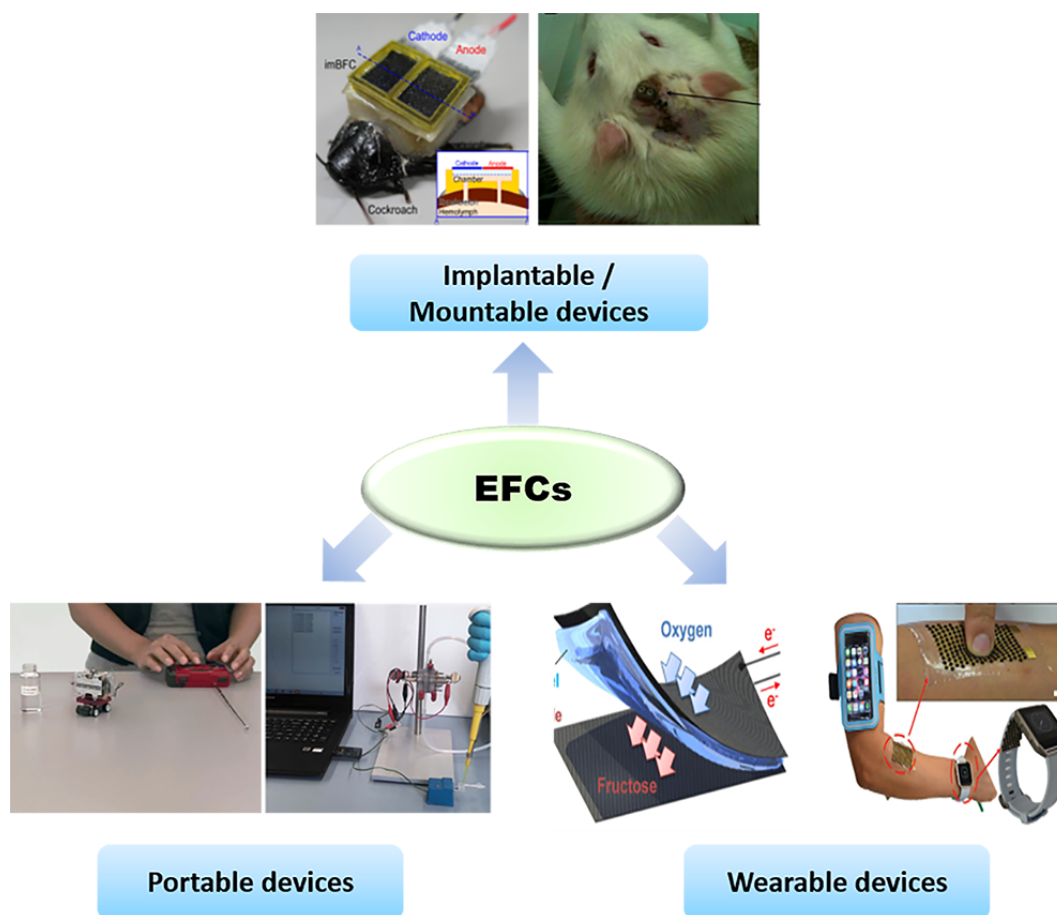 Cathode
Anode
imBFC
A
Cathode Anode
Chamber
Hemolymph
Cockroach
Implantable /
Mountable devices
EFCs
Oxygen
e-
e-
Fructose
Portable devices
Wearable devices